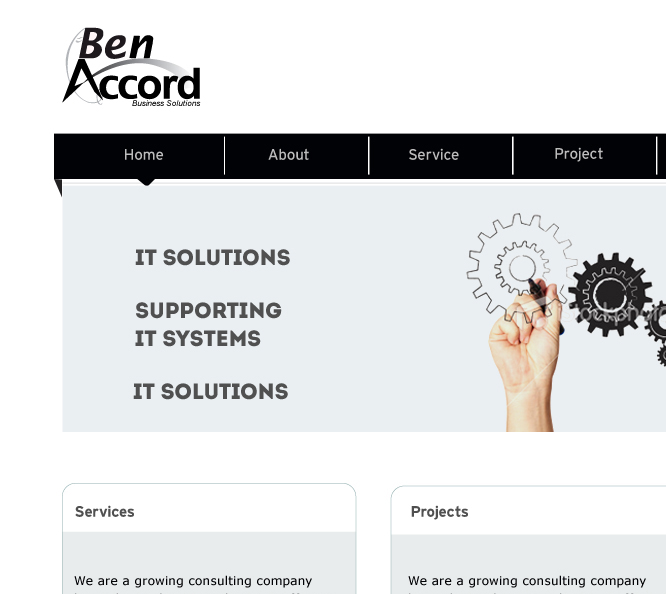 Ben
Accord
Business Solutions
Home
About
Service
Project
IT SOLUTIONS
SUPPORTING
IT SYSTEMS
IT SOLUTIONS
Services
Projects
We are a growing consulting company
We are a growing consulting company